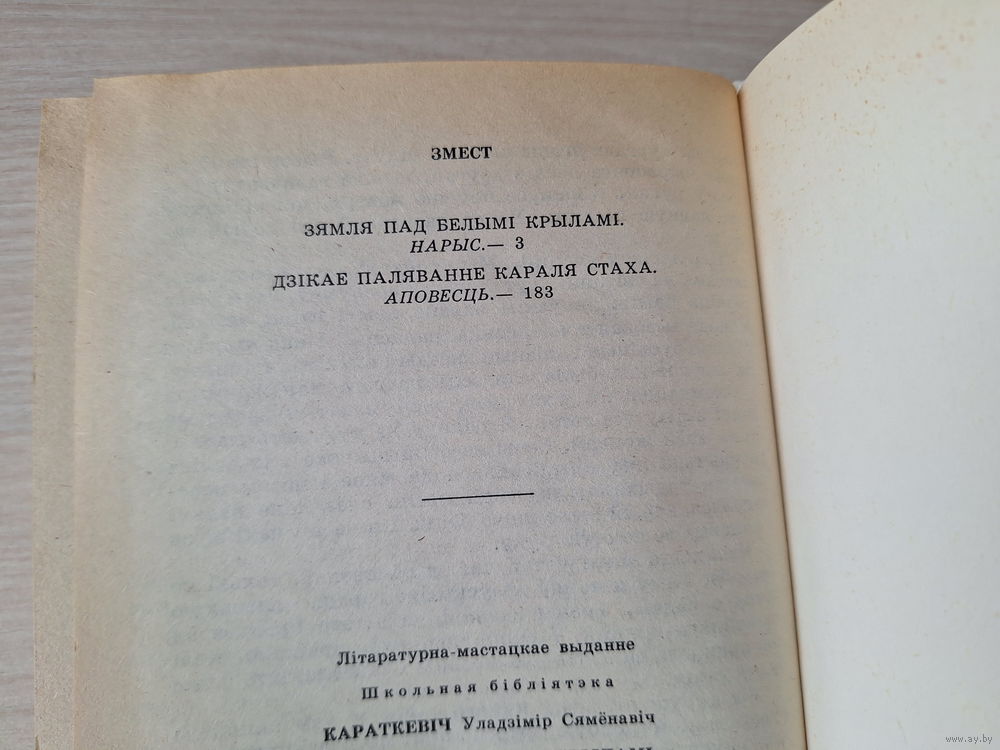 ЗМЕСТ
ЗЯМЛЯ ПАД БЕЛЫМІ КРЫЛАМІ.
НАРЫС.— 3
ДЗІКАЕ ПАЛЯВАННЕ КАРАЛЯ СТАХА.
АПОВЕСЦЬ.— 183
Літаратурна-мастацкае выданне
Школьная бібліятэка
КАРАТКЕВІЧ Уладзімір Сямёнавіч
www.ay.by